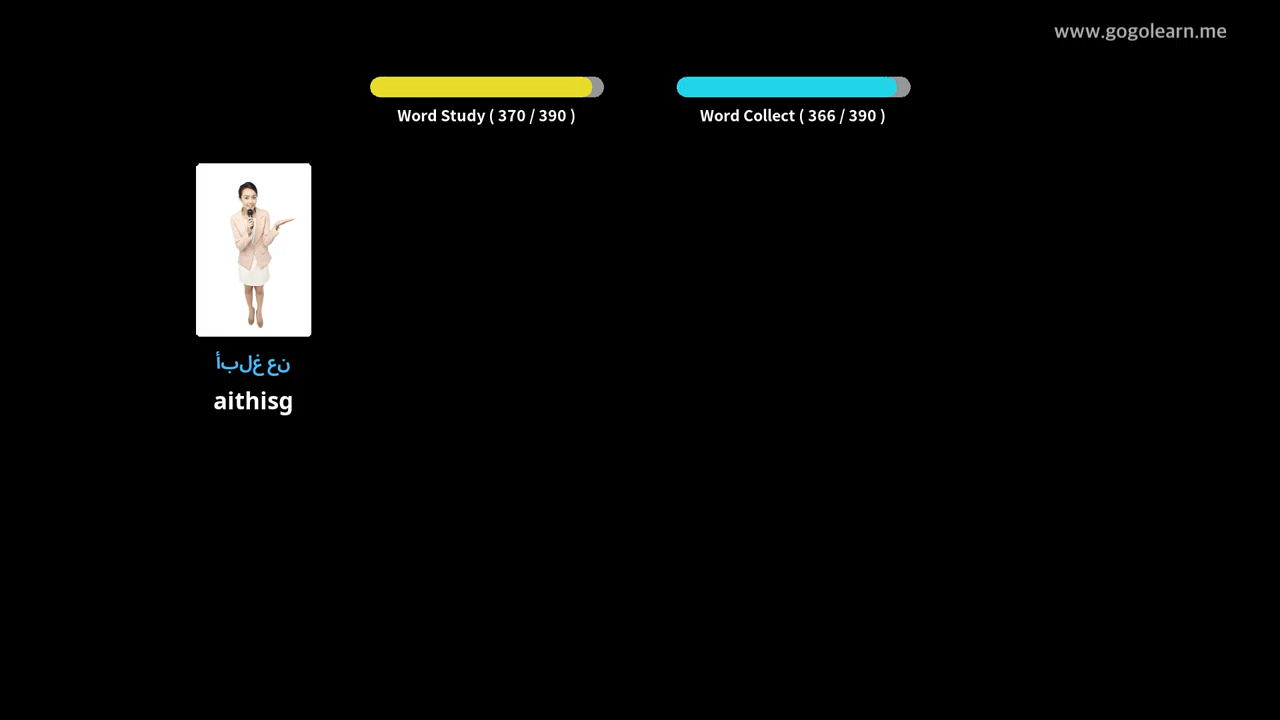 www.gogolearn.me
Word Study ( 370 / 390 )
Word Collect ( 366 / 390 )
أبلغ عن
aithisg